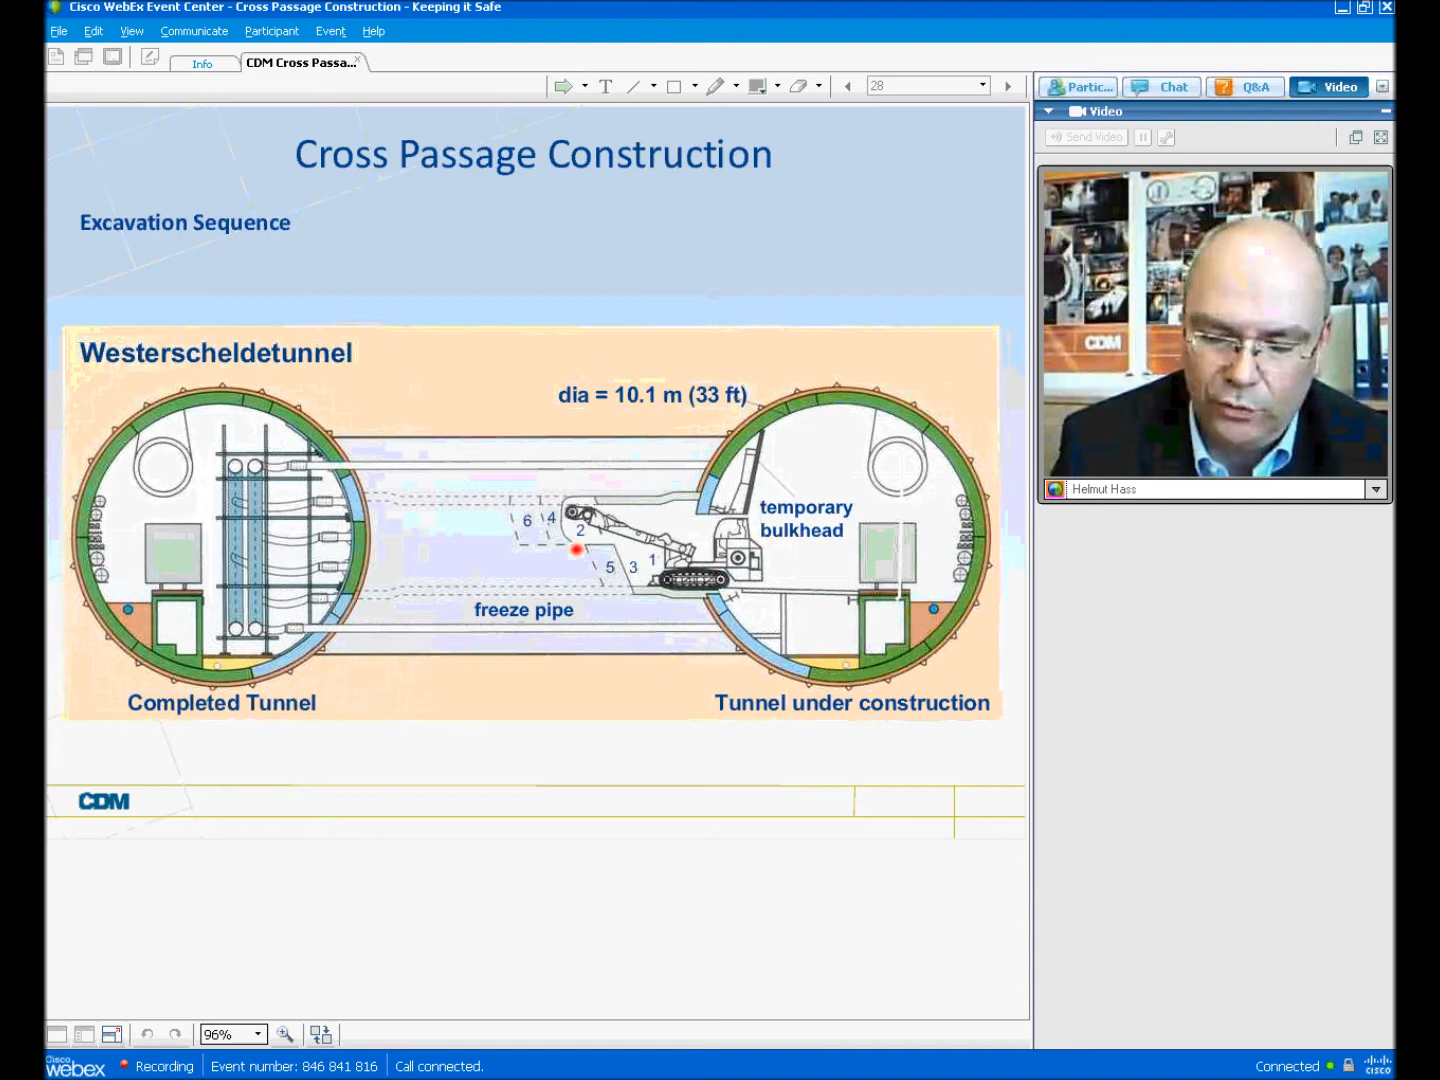 Cisco WebEx Event Center - Cross Passage Construction - Keeping it Safe
File Edit View Communicate Participant Event Help
Info
CDM Cross Passa...
T
28
Partic...
Chat
Q&A
Video
Video
Send Video
Cross Passage Construction
Excavation Sequence
Westerscheldetunnel
dia = 10.1 m (33 ft)
temporary
bulkhead
6 4 2
5 3 1
freeze pipe
Completed Tunnel
Tunnel under construction
CDM
CDM
Helmut Hass
96%
Cisco
webex
Recording
Event number: 846 841 816
Call connected.
Connected
CISCO